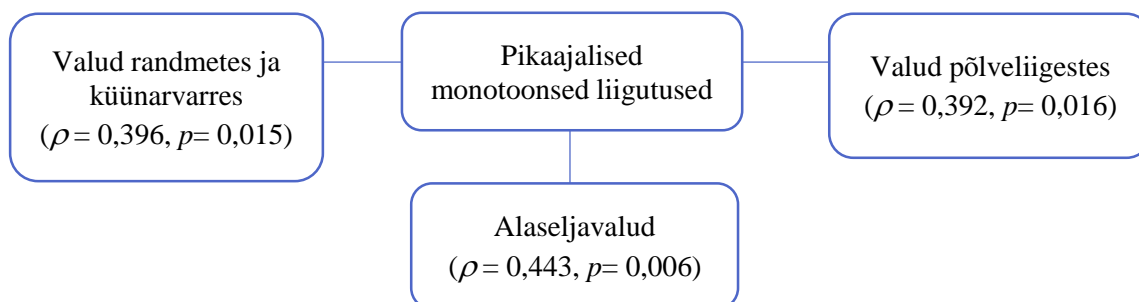 Valud randmetes ja
küünarvarres
(ρ = 0,396, p= 0,015)
Pikaajalised
monotoonsed liigutused
Valud põlveliigestes
(ρ = 0,392, p= 0,016)
Alaseljavalud
(ρ = 0,443, p= 0,006)